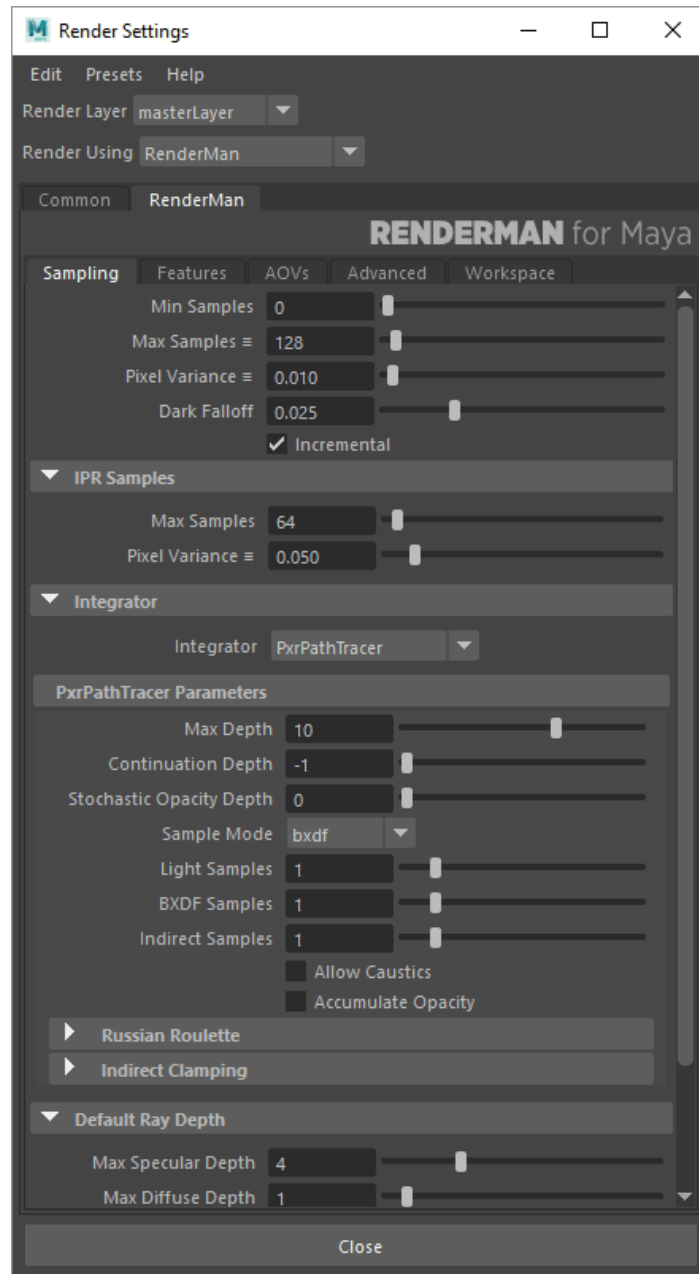 Render Settings
Edit Presets Help
Render Layer masterLayer
Render Using RenderMan
Common RenderMan
RENDERMAN for Maya
Sampling Features AOVs Advanced Workspace
Min Samples 0
Max Samples ≡ 128
Pixel Variance ≡ 0.010
Dark Falloff 0.025
Incremental
IPR Samples
Max Samples 64
Pixel Variance ≡ 0.050
Integrator
Integrator PxrPathTracer
PxrPathTracer Parameters
Max Depth 10
Continuation Depth -1
Stochastic Opacity Depth 0
Sample Mode bxdf
Light Samples 1
BXDF Samples 1
Indirect Samples 1
Allow Caustics
Accumulate Opacity
Russian Roulette
Indirect Clamping
Default Ray Depth
Max Specular Depth 4
Max Diffuse Depth 1
Close